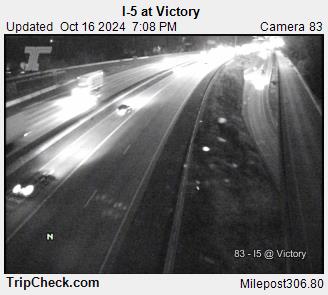 I-5 at Victory
Updated Oct 16 2024 7:08 PM Camera 83
T
N
83 - I5 @ Victory
TripCheck.com Milepost306.80